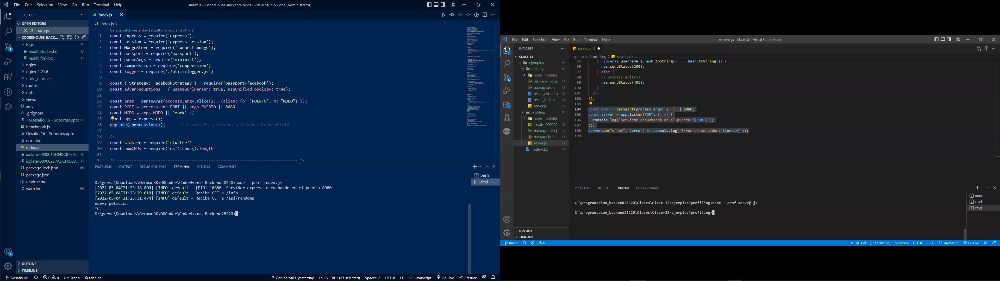 File Edit Selection View Go Run Terminal Help
index.js - CoderHouse-Backend28220 - Visual Studio Code [Administrator]
EXPLORER
OPEN EDITORS
JS index.js
CODERHOUSE-BACK...
logs
result_cluster.txt U
result_fork.txt U
nginx
nginx-1.21.6
node_modules
routes
utils
views
.env
.gitignore
~$Desafio 16 - Soportes.pptx U
JS benchmark.js
Desafio 16 - Soportes.pptx
error.log
JS index.js
isolate-0000016F040CB720-... U
isolate-00000277ADCF0560... U
{} package-lock.json M
{} package.json
readme.md
warn.log M
OUTLINE
TIMELINE
7
2
JS index.js
JS index.js > ...
GerLoaiza03, yesterday | 2 authors (You and others)
1 const express = require('express');
2 const session = require('express-session');
3 const MongoStore = require('connect-mongo');
4 const passport = require('passport');
5 const parseArgs = require('minimist');
6 const compression = require('compression')
7 const logger = require('./utils/logger.js')
8
9 const { Strategy: FacebookStrategy } = require('passport-facebook');
10 const advancedOptions = { useNewUrlParser: true, useUnifiedTopology: true};
11
12 const args = parseArgs(process.argv.slice(2), {alias: {p: 'PUERTO', m: "MODO"} });
13 const PORT = process.env.PORT || args.PUERTO || 8080
14 const MODO = args.MODO || 'fork' //
15 nst app = express();
16 app.use(compression()); GerLoaiza03, yesterday • Desarrollo Desafio16 …
17
18 //
19 const cluster = require('cluster')
20 const numCPUs = require('os').cpus().length
21
22 /* ------------------------------------------------------------ */
PROBLEMS OUTPUT DEBUG CONSOLE TERMINAL GITLENS COMMENTS
bash
cmd
D:\germa\Downloads\GermanBK\OKCoder\CoderHouse-Backend28220>node --prof index.js
[2022-05-04T21:23:18.800] [INFO] default - [PID: 16856] Servidor express escuchando en el puerto 8080
[2022-05-04T21:23:29.810] [INFO] default - Recibe GET a /info
[2022-05-04T21:23:31.474] [INFO] default - Recibe GET a /api/randoms
nueva peticion
^C
D:\germa\Downloads\GermanBK\OKCoder\CoderHouse-Backend28220>
Desafio16* 0 0 Git Graph tabnine GerLoaiza03, yesterday Ln 16, Col 1 (23 selected) Spaces: 2 UTF-8 LF {} JavaScript Go Live Prettier
File Edit Selection View Go Run Terminal Help
● server.js - Clase-32 - Visual Studio Code
EXPLORER
CLASE-32
ejemplos
artillery
node_modules
package-lock.j... U
package.json U
result_cluster.txt U
result_fork.txt U
server.js U
profiling
node_modules
isolate-000002... U
package-lock.j... U
package.json U
server.js U
node-v.txt U
OUTLINE
TIMELINE
1
10
1
json
server.js U
ejemplos > profiling > server.js > ...
95 if (users[ username ].hash.toString() === hash.toString()) {
96 res.sendStatus(200);
97 } else {
98 // process.exit(1)
99 res.sendStatus(401);
100 }
101 });
102 });
103
104 const PORT = parseInt(process.argv[ 2 ]) || 8080;
105 const server = app.listen(PORT, () => {
106 console.log(`Servidor escuchando en el puerto ${PORT}`);
107 });
108 server.on("error", (error) => console.log(`Error en servidor: ${error}`));
109
PROBLEMS OUTPUT TERMINAL DEBUG CONSOLE
node
cmd
cmd
C:\programacion_backend28220\Clases\Clase-32\ejemplos\profiling>node --prof server.js
C:\programacion_backend28220\Clases\Clase-32\ejemplos\profiling>
main* 0 0 Ln 104, Col 1 (231 selected) Spaces: 4 UTF-8 CRLF {} JavaScript Go Live